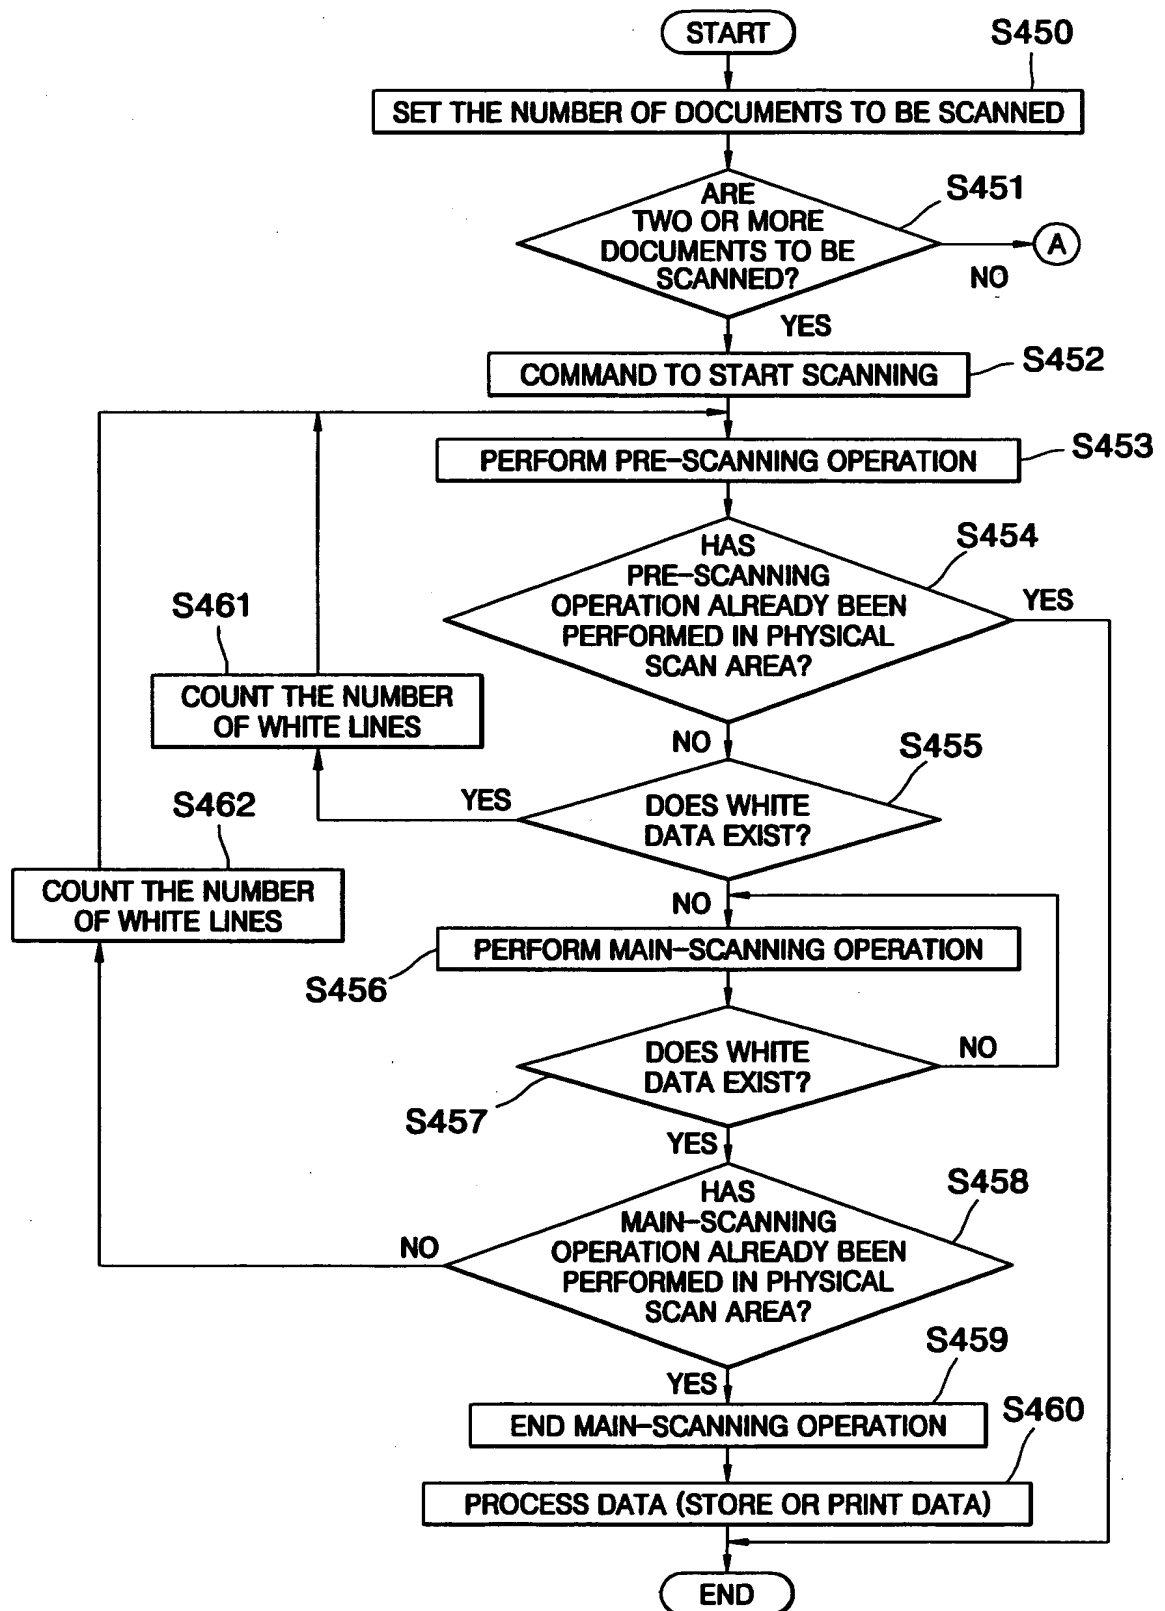 START
S450
SET THE NUMBER OF DOCUMENTS TO BE SCANNED
S451
ARE
TWO OR MORE
DOCUMENTS TO BE
SCANNED?
A
NO
YES
COMMAND TO START SCANNING
S452
PERFORM PRE-SCANNING OPERATION
S453
S454
HAS
PRE-SCANNING
OPERATION ALREADY BEEN
PERFORMED IN PHYSICAL
SCAN AREA?
YES
S461
COUNT THE NUMBER
OF WHITE LINES
NO
S455
YES
DOES WHITE
DATA EXIST?
S462
COUNT THE NUMBER
OF WHITE LINES
NO
PERFORM MAIN-SCANNING OPERATION
S456
DOES WHITE
DATA EXIST?
NO
S457
YES
S458
HAS
MAIN-SCANNING
OPERATION ALREADY BEEN
PERFORMED IN PHYSICAL
SCAN AREA?
NO
S459
YES
END MAIN-SCANNING OPERATION
S460
PROCESS DATA (STORE OR PRINT DATA)
END